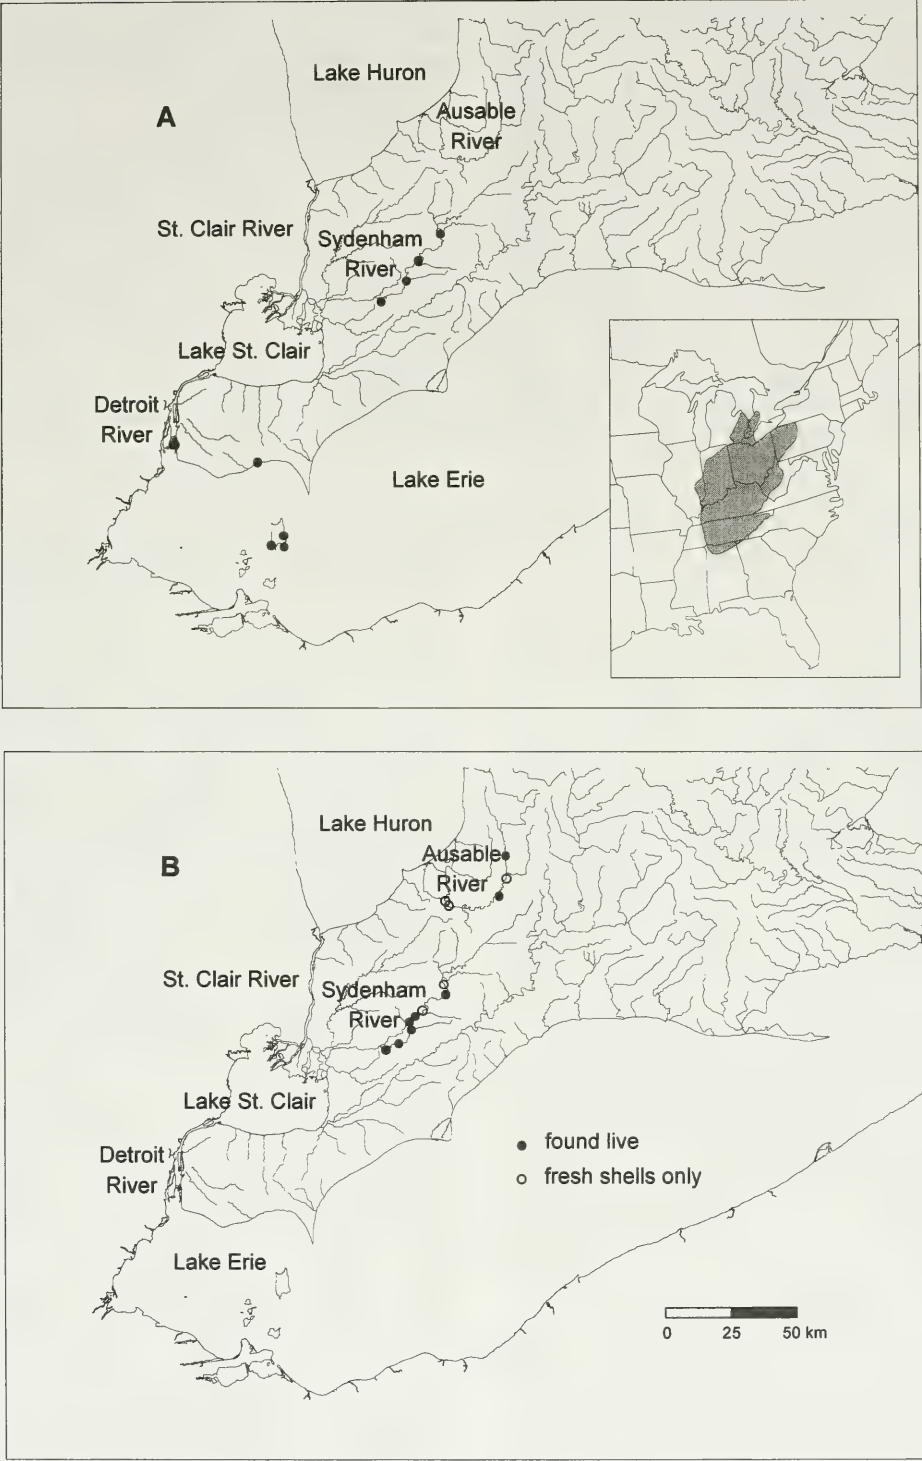 Lake Huron
A
Ausable
River
St. Clair River
Sydenham
River
Lake St. Clair
Detroit
River
Lake Erie
Lake Huron
B
Ausable
River
St. Clair River
Sydenham
River
Lake St. Clair
Detroit
River
found live
fresh shells only
Lake Erie
0 25 50 km